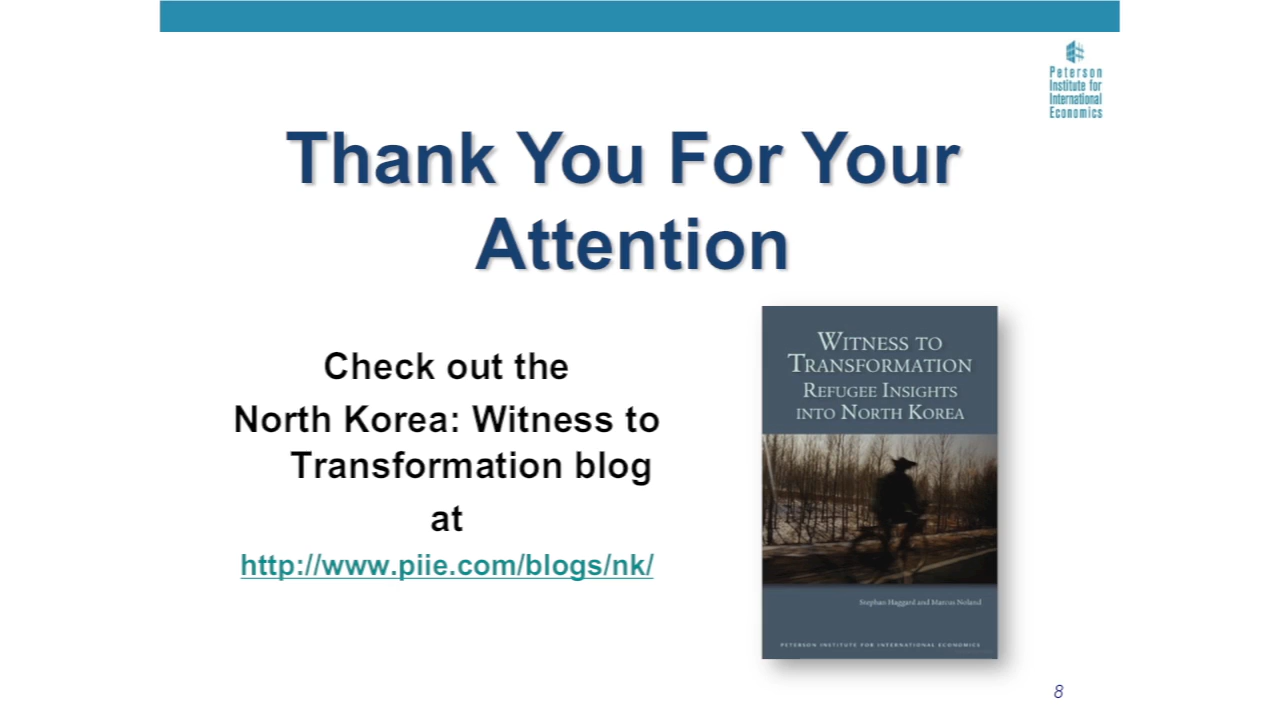 Peterson
Institute for
International
Economics
Thank You For Your
Attention
Check out the
North Korea: Witness to
Transformation blog
at
http://www.piie.com/blogs/nk/
WITNESS TO
TRANSFORMATION
REFUGEE INSIGHTS
INTO NORTH KOREA
Stephan Haggard and Marcus Noland
PETERSON INSTITUTE FOR INTERNATIONAL ECONOMICS
8